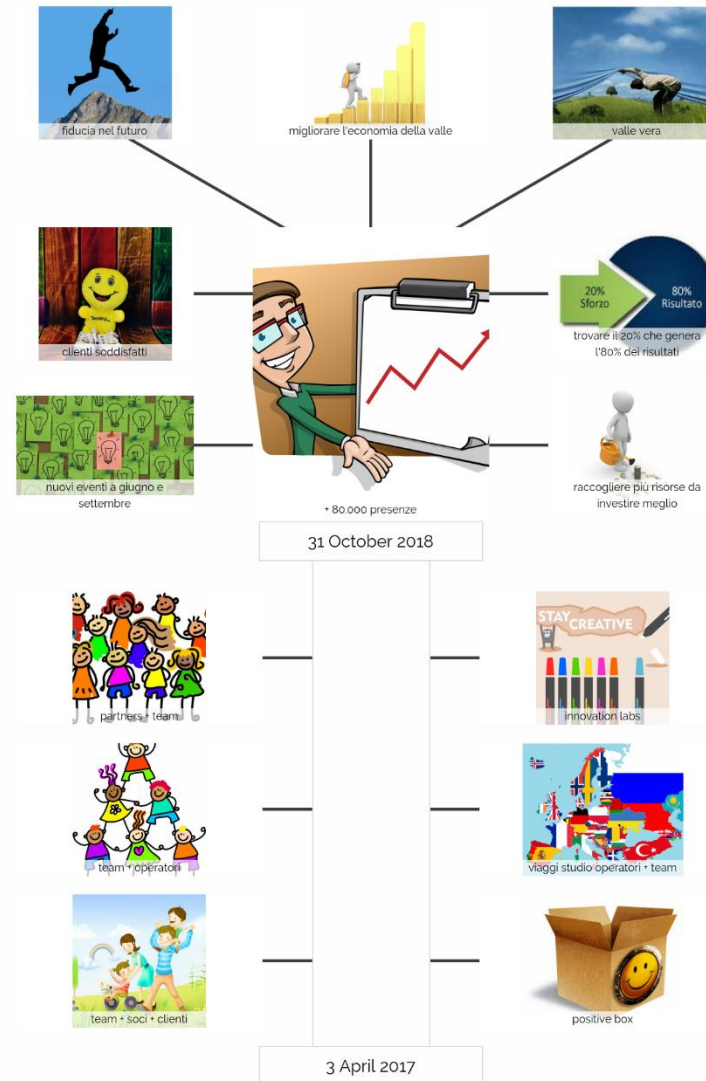 fiducia nel futuro
migliorare l'economia della valle
valle vera
clienti soddisfatti
20%
Sforzo
80%
Risultato
trovare il 20% che genera
l'80% dei risultati
nuovi eventi a giugno e
settembre
+ 80.000 presenze
raccogliere più risorse da
investire meglio
31 October 2018
partners + team
STAY
CREATIVE
innovation labs
team + operatori
viaggi studio operatori + team
team + soci + clienti
positive box
3 April 2017